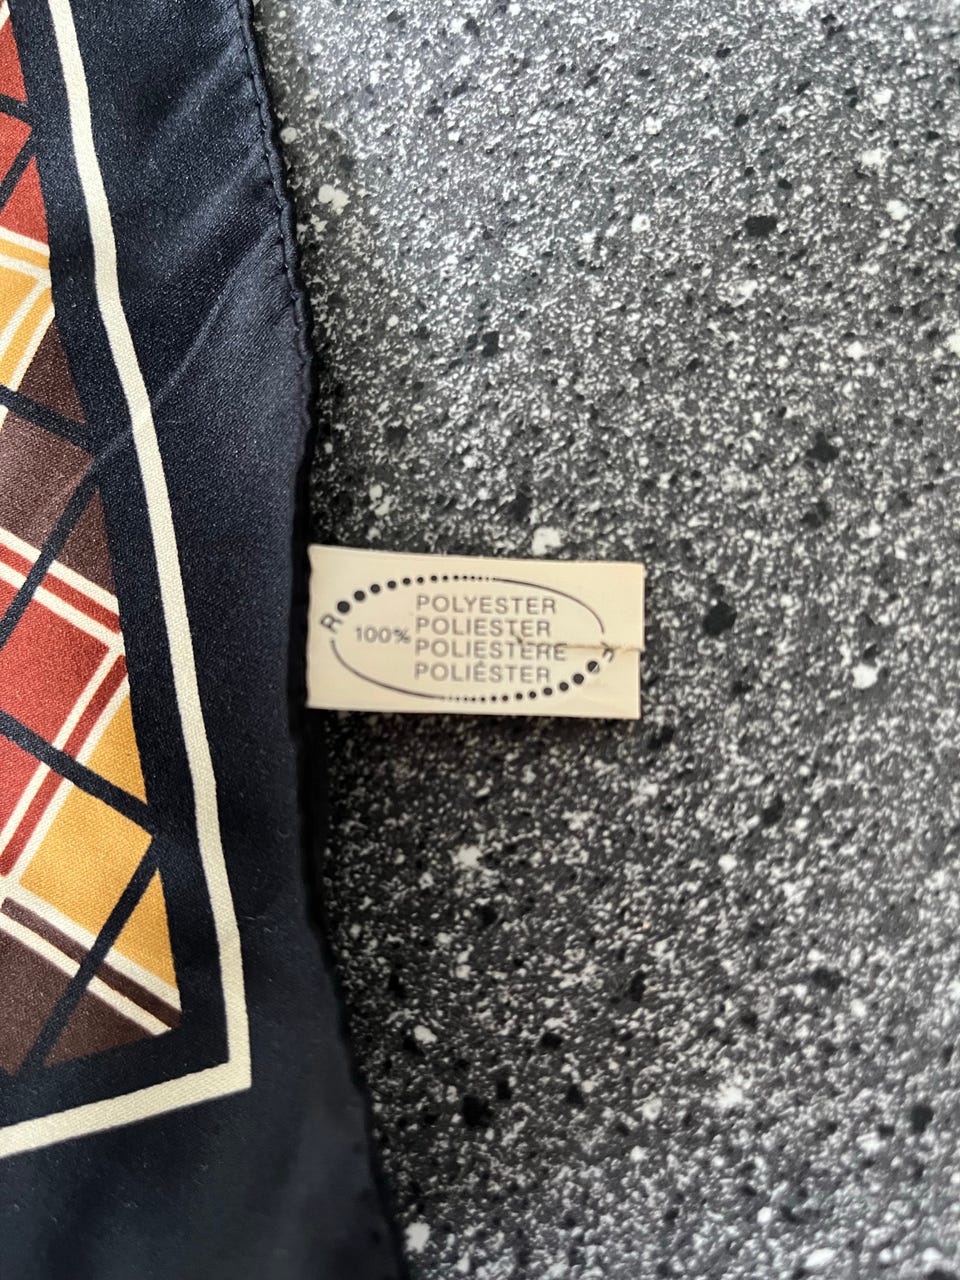 R
POLYESTER
POLIESTER
100%
POLIESTERE
POLIÉSTER